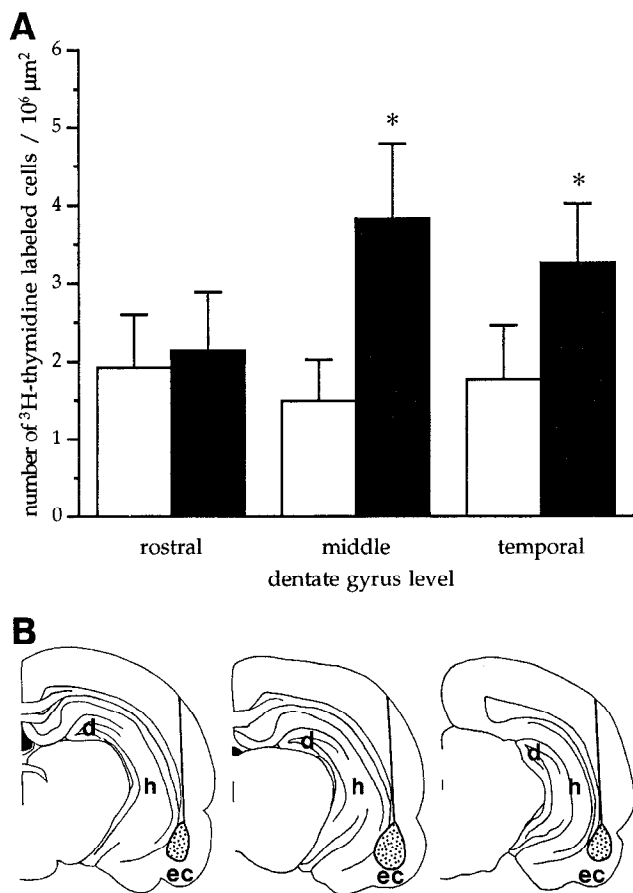 A
number of ³H-thymidine labeled cells / 10⁶ μm²
6
5
4
3
2
1
0
*
*
rostral middle temporal
dentate gyrus level
B
d d d
h h h
ec ec ec